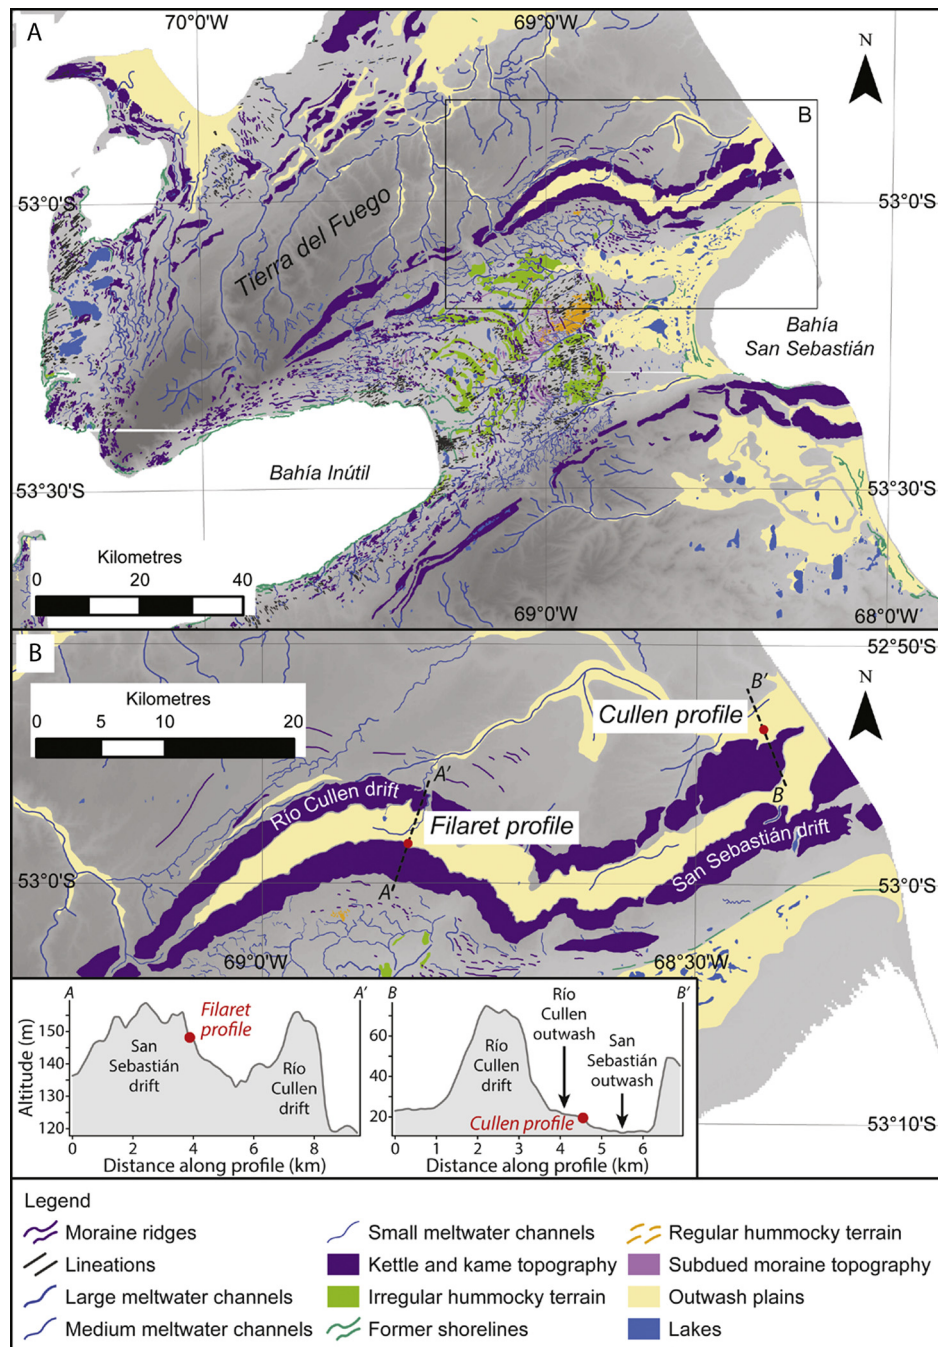 A
70°0'W
69°0'W
N
B
53°0'S
53°0'S
Tierra del Fuego
Bahía
San Sebastián
Bahía Inútil
53°30'S
53°30'S
Kilometres
0 20 40
69°0'W
68°0'W
B
52°50'S
Kilometres
0 5 10 20
N
B'
Cullen profile
A'
Río Cullen drift
Filaret profile
B
San Sebastián drift
53°0'S
A
53°0'S
69°0'W
68°30'W
A A' B B'
Altitude (m)
150
140
130
120
Filaret
profile
San
Sebastián
drift
Río
Cullen
drift
0 2 4 6 8
Distance along profile (km)
60
40
20
Río
Cullen
drift
Río
Cullen
outwash
San
Sebastián
outwash
Cullen profile
0 1 2 3 4 5 6
Distance along profile (km)
53°10'S
Legend
Moraine ridges
Lineations
Large meltwater channels
Medium meltwater channels
Small meltwater channels
Kettle and kame topography
Irregular hummocky terrain
Former shorelines
Regular hummocky terrain
Subdued moraine topography
Outwash plains
Lakes